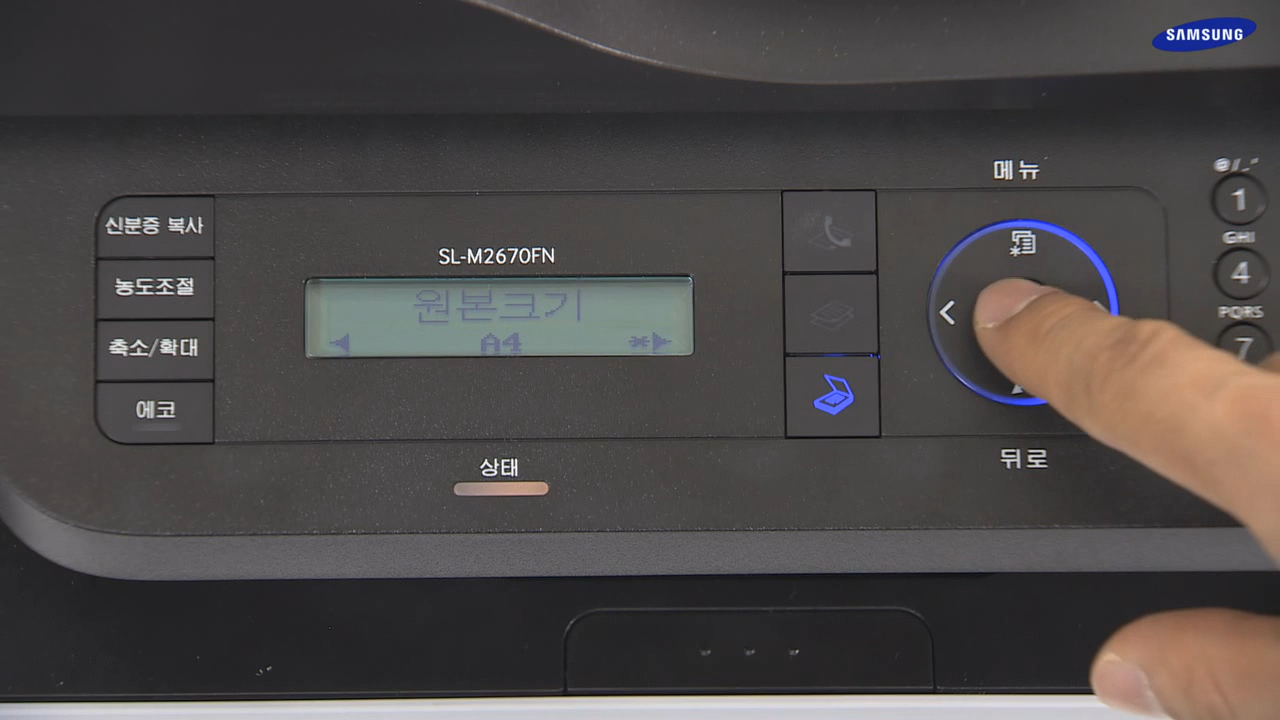 SAMSUNG
메뉴
@/_"
1
신분증 복사
GHI
SL-M2670FN
4
농도조절
원본크기
PQRS
축소/확대
A4 *
7
에코
뒤로
상태